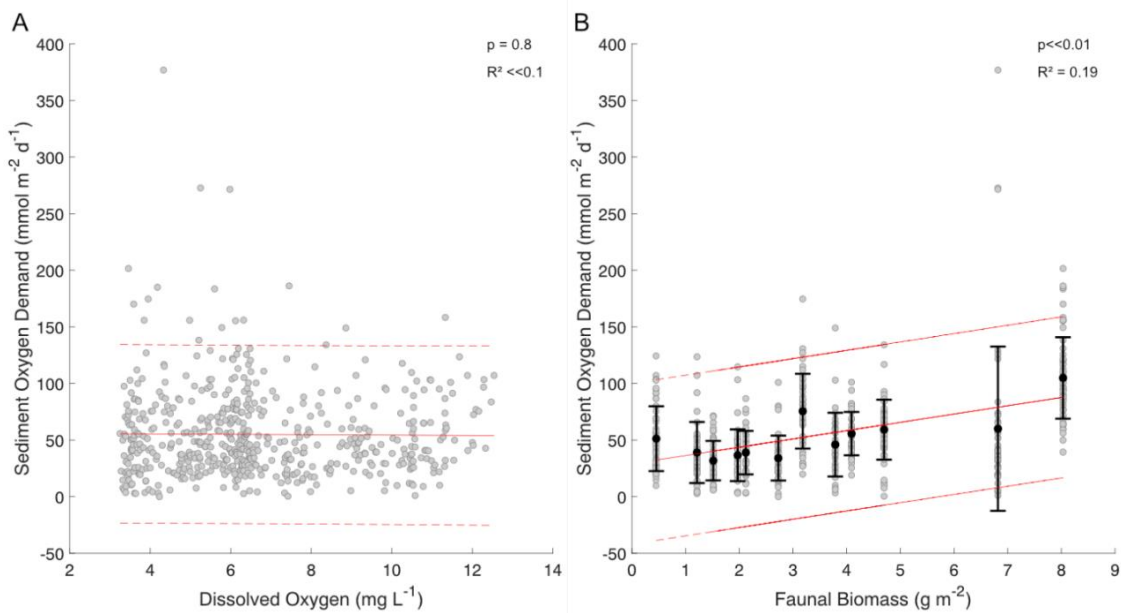 A
p = 0.8
R² <<0.1
400
350
300
250
200
150
100
50
0
-50
Sediment Oxygen Demand (mmol m⁻² d⁻¹)
2 4 6 8 10 12 14
Dissolved Oxygen (mg L⁻¹)
B
p<<0.01
R² = 0.19
400
350
300
250
200
150
100
50
0
-50
Sediment Oxygen Demand (mmol m⁻² d⁻¹)
0 1 2 3 4 5 6 7 8 9
Faunal Biomass (g m⁻²)